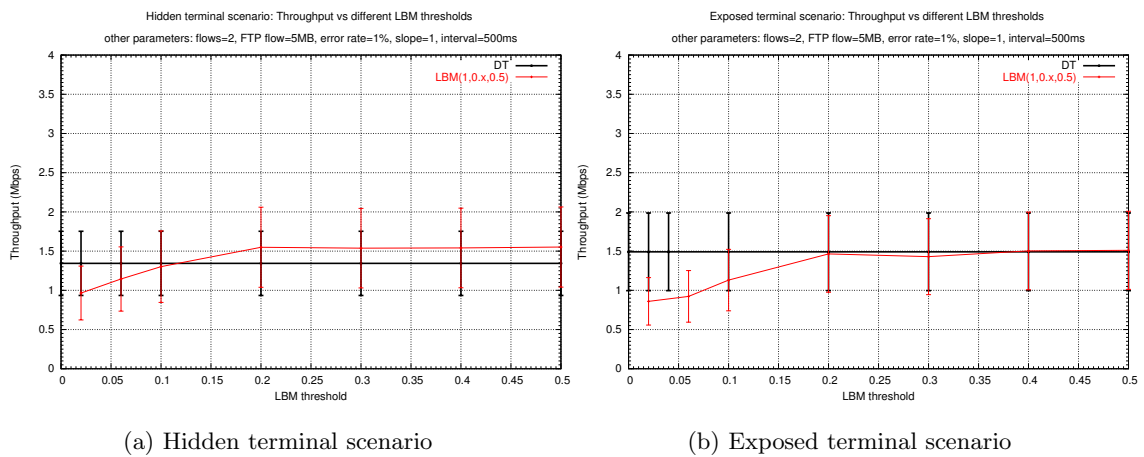 Hidden terminal scenario: Throughput vs different LBM thresholds
other parameters: flows=2, FTP flow=5MB, error rate=1%, slope=1, interval=500ms
DT
LBM(1,0.x,0.5)
4
3.5
3
2.5
2
1.5
1
0.5
0
Throughput (Mbps)
0 0.05 0.1 0.15 0.2 0.25 0.3 0.35 0.4 0.45 0.5
LBM threshold
(a) Hidden terminal scenario
Exposed terminal scenario: Throughput vs different LBM thresholds
other parameters: flows=2, FTP flow=5MB, error rate=1%, slope=1, interval=500ms
DT
LBM(1,0.x,0.5)
4
3.5
3
2.5
2
1.5
1
0.5
0
Throughput (Mbps)
0 0.05 0.1 0.15 0.2 0.25 0.3 0.35 0.4 0.45 0.5
LBM threshold
(b) Exposed terminal scenario